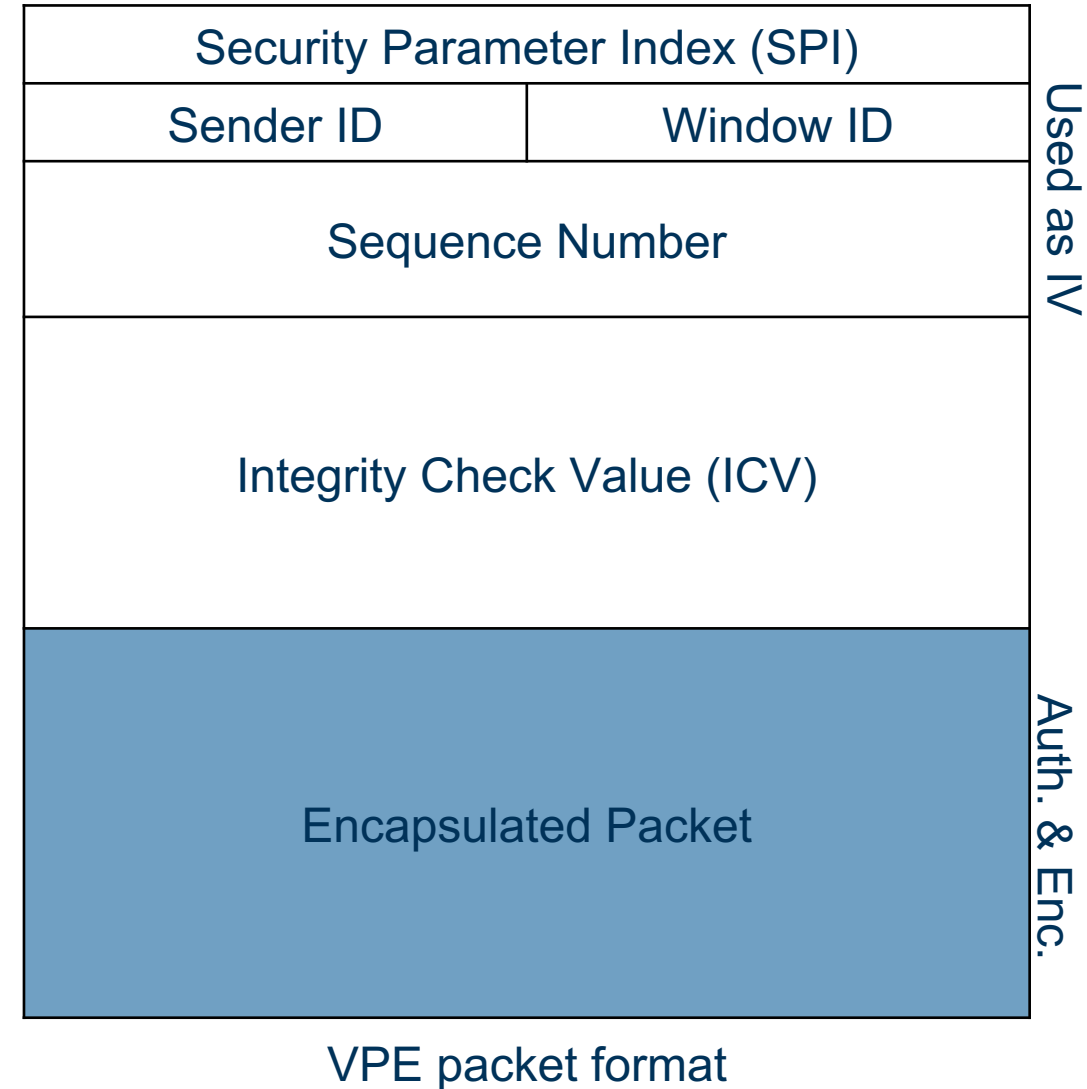 Security Parameter Index (SPI)
Sender ID
Window ID
Used as IV
Sequence Number
Integrity Check Value (ICV)
Encapsulated Packet
Auth. & Enc.
VPE packet format